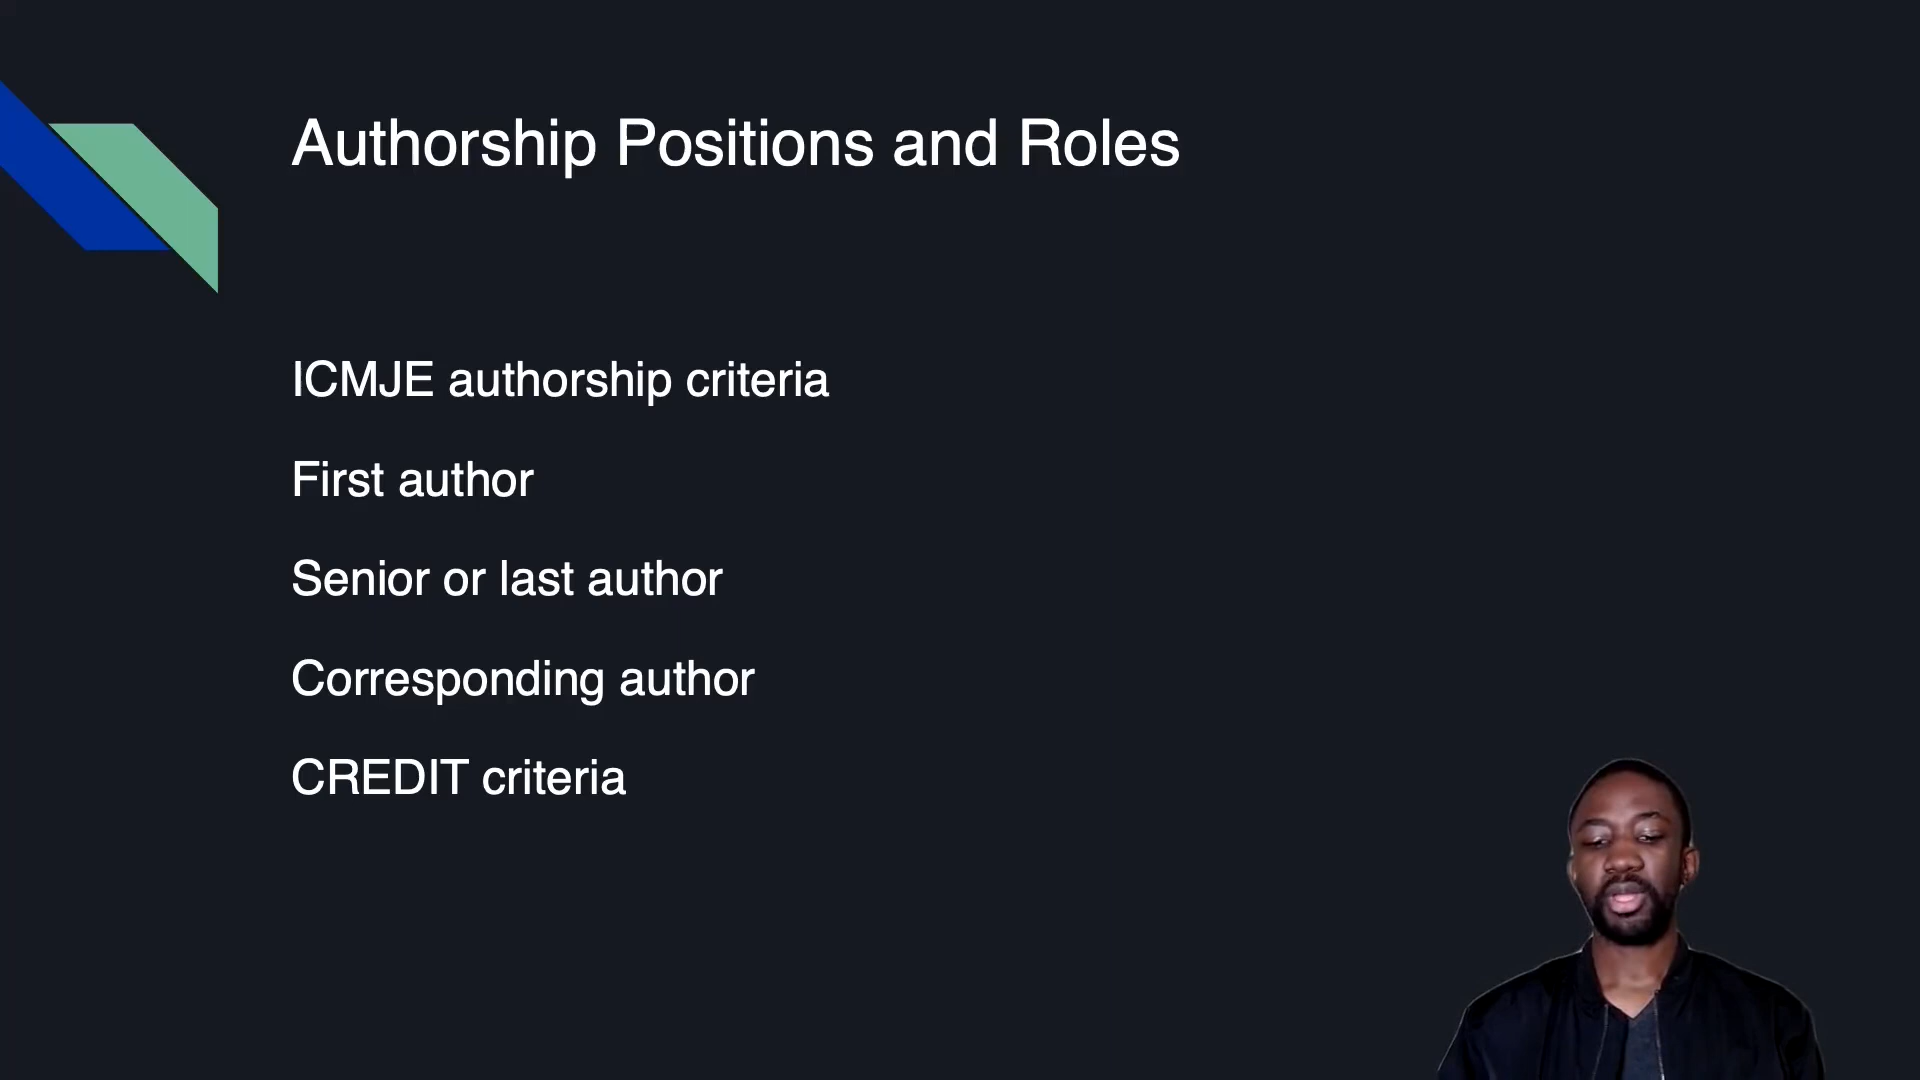 Authorship Positions and Roles
ICMJE authorship criteria
First author
Senior or last author
Corresponding author
CREDIT criteria